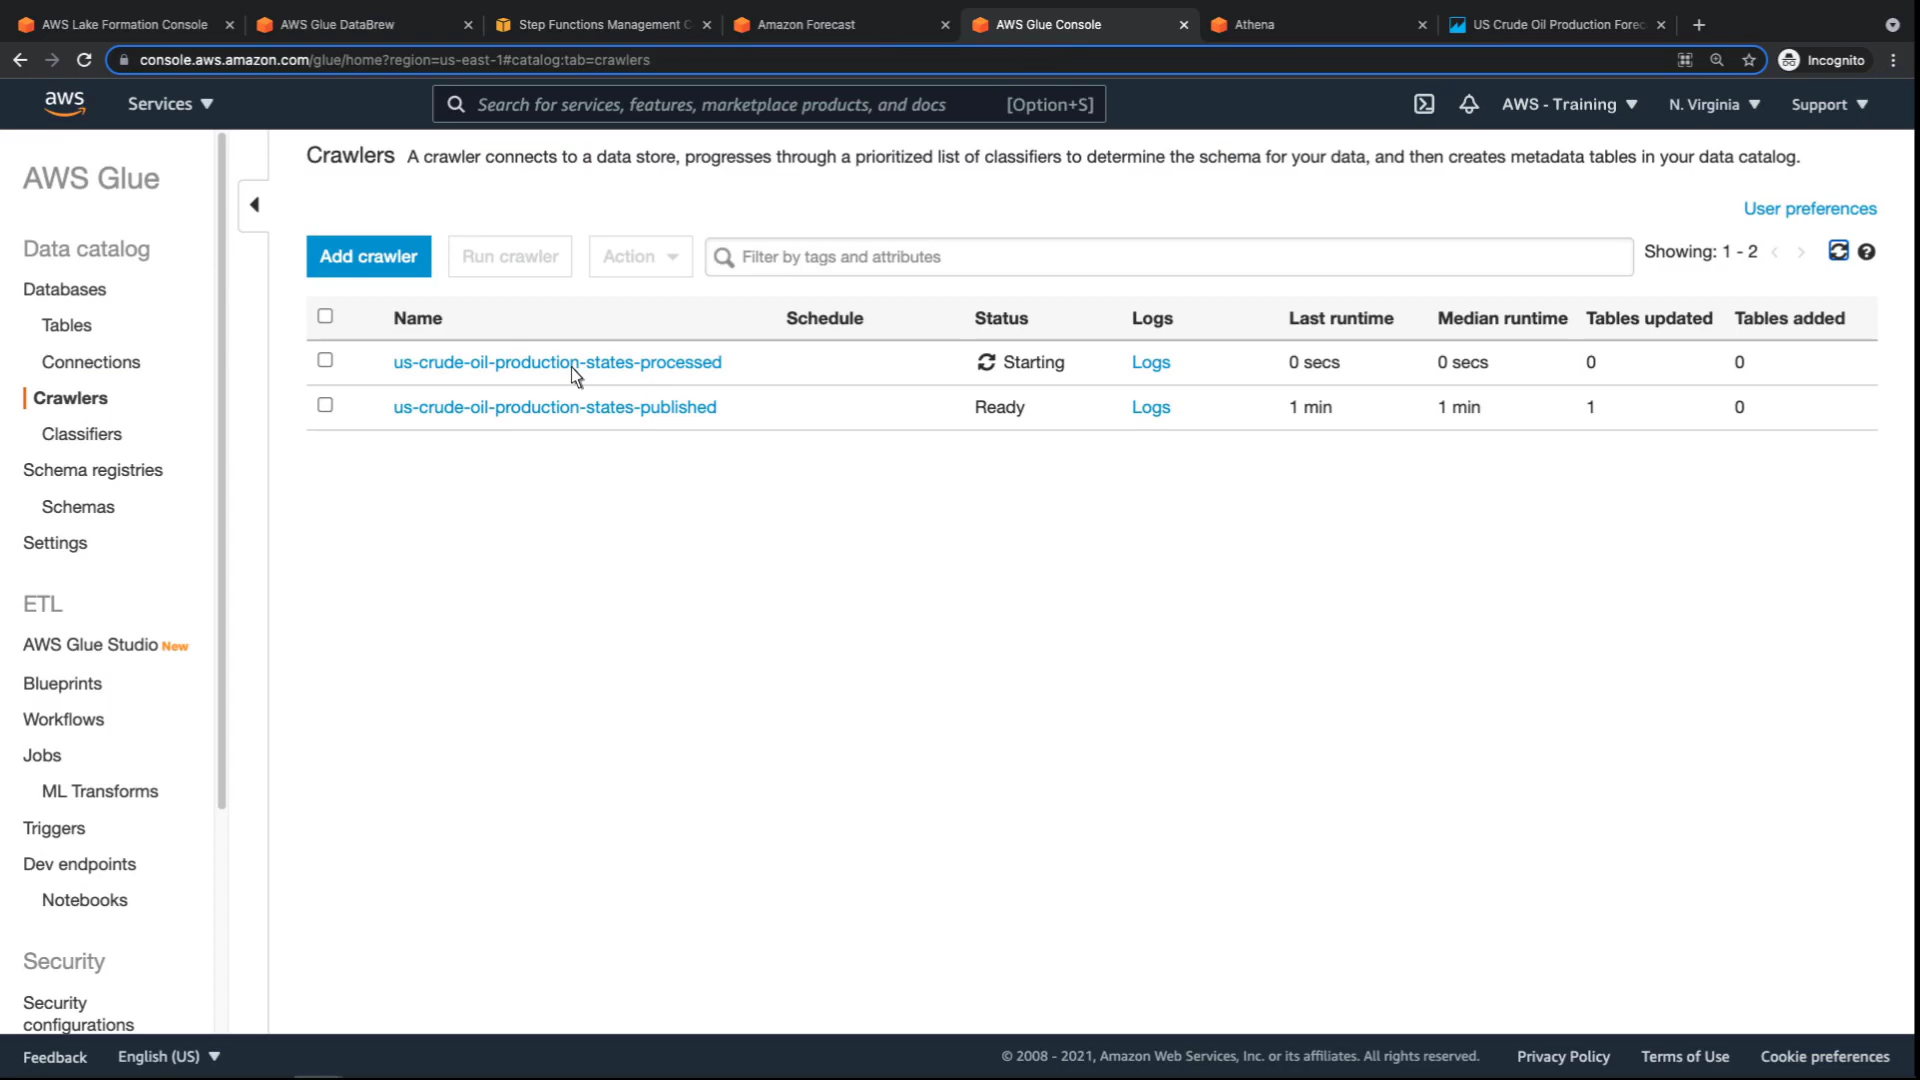 AWS Lake Formation Console
AWS Glue DataBrew
Step Functions Management C
Amazon Forecast
AWS Glue Console
Athena
US Crude Oil Production Forec
console.aws.amazon.com/glue/home?region=us-east-1#catalog:tab=crawlers
Incognito
aws
Services
Search for services, features, marketplace products, and docs [Option+S]
AWS - Training
N. Virginia
Support
AWS Glue
Data catalog
Databases
Tables
Connections
Crawlers
Classifiers
Schema registries
Schemas
Settings
ETL
AWS Glue Studio New
Blueprints
Workflows
Jobs
ML Transforms
Triggers
Dev endpoints
Notebooks
Security
Security
configurations
Crawlers A crawler connects to a data store, progresses through a prioritized list of classifiers to determine the schema for your data, and then creates metadata tables in your data catalog.
User preferences
Add crawler
Run crawler
Action
Filter by tags and attributes
Showing: 1 - 2
Name Schedule Status Logs Last runtime Median runtime Tables updated Tables added
us-crude-oil-production-states-processed Starting Logs 0 secs 0 secs 0 0
us-crude-oil-production-states-published Ready Logs 1 min 1 min 1 0
Feedback
English (US)
© 2008 - 2021, Amazon Web Services, Inc. or its affiliates. All rights reserved.
Privacy Policy
Terms of Use
Cookie preferences